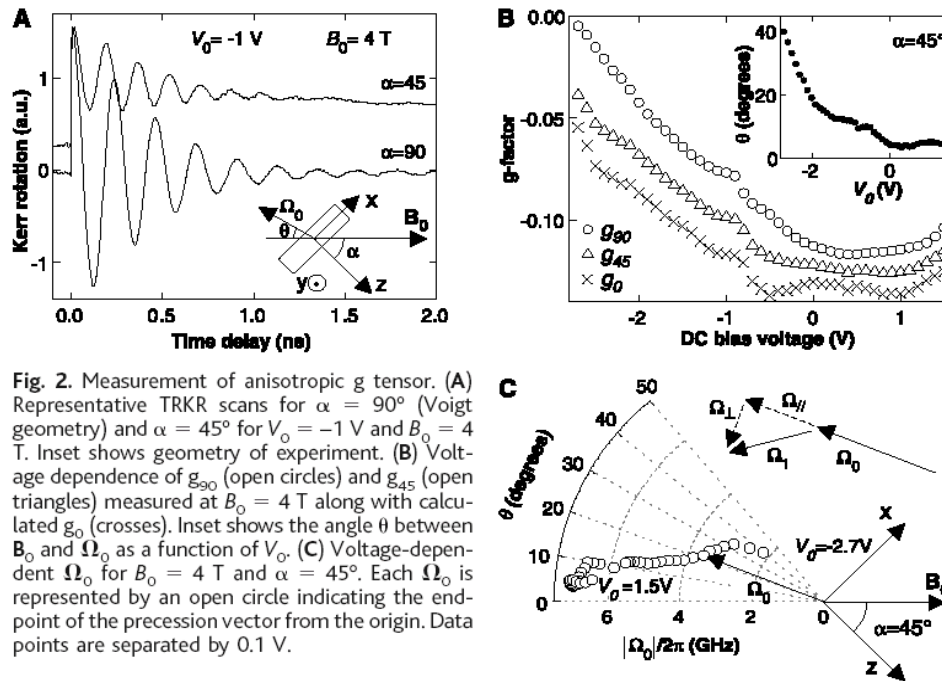 A
V₀= -1 V
B₀= 4 T
α=45
α=90
Kerr rotation (a.u.)
1
0
-1
Ω₀
θ
x
B₀
α
y
z
0.0 0.5 1.0 1.5 2.0
Time delay (ns)
B
0.00
-0.05
-0.10
g-factor
g₉₀
g₄₅
g₀
-2 -1 0 1
DC bias voltage (V)
α=45°
40
20
0
θ (degrees)
-2 0
V₀ (V)
Fig. 2. Measurement of anisotropic g tensor. (A)
Representative TRKR scans for α = 90° (Voigt
geometry) and α = 45° for V₀ = −1 V and B₀ = 4
T. Inset shows geometry of experiment. (B) Volt-
age dependence of g₉₀ (open circles) and g₄₅ (open
triangles) measured at B₀ = 4 T along with calcu-
lated g₀ (crosses). Inset shows the angle θ between
B₀ and Ω₀ as a function of V₀. (C) Voltage-depen-
dent Ω₀ for B₀ = 4 T and α = 45°. Each Ω₀ is
represented by an open circle indicating the end-
point of the precession vector from the origin. Data
points are separated by 0.1 V.
C
50
40
30
20
10
0
θ (degrees)
Ω⊥
Ω//
Ω₁
Ω₀
x
V₀=-2.7V
V₀=1.5V
Ω₀
B₀
α=45°
z
6 4 2 0
|Ω₀|/2π (GHz)